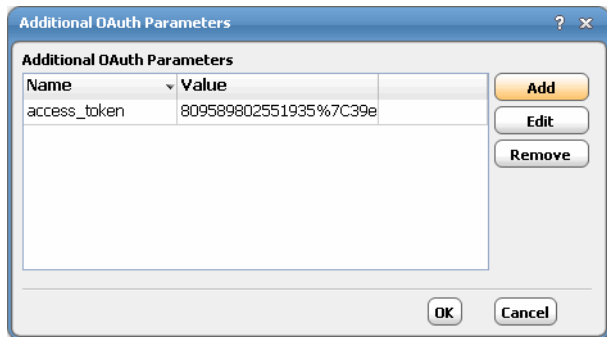 Additional OAuth Parameters ? x
Additional OAuth Parameters
Name Value
access_token 809589802551935%7C39e
Add
Edit
Remove
OK Cancel